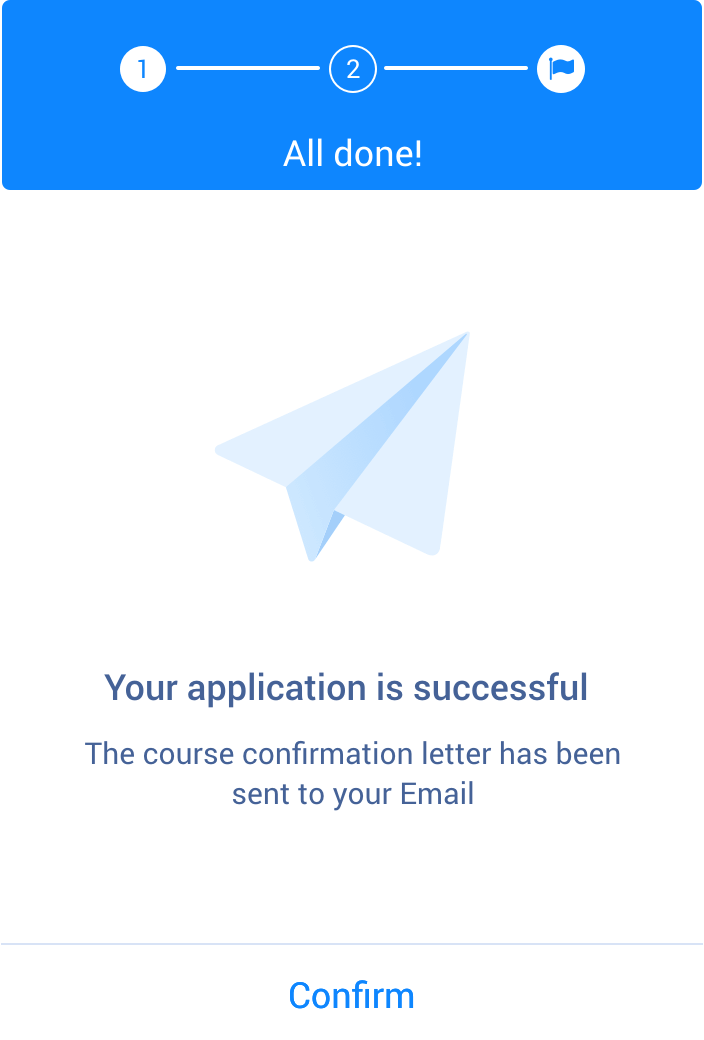 1 2
All done!
Your application is successful
The course confirmation letter has been
sent to your Email
Confirm